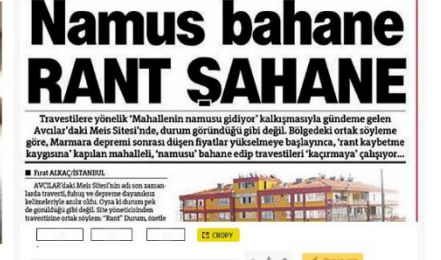 Namus bahane
RANT ŞAHANE
Travestilere yönelik ‘Mahallenin namusu gidiyor’ kalkışmasıyla gündeme gelen
Avcılar’daki Meis Sitesi’nde, durum göründüğü gibi değil. Bölgedeki ortak söyleme
göre, Marmara depremi sonrası düşen fiyatlar yükselmeye başlayınca, ‘rant kaybetme
kaygısına’ kapılan mahalleli, ‘namusu’ bahane edip travestileri ‘kaçırmaya’ çalışıyor...
■ Fırat ALKAÇ/İSTANBUL
AVCILAR’daki Meis Sitesi’nin adı son zaman-
larda travesti, fuhuş ve depreme dayanıksız
kelimeleriyle anılır oldu. Oysa ki durum pek
de görüldüğü gibi değil. Site yöneticisinden
travestisine ortak söylem: “Rant” Durum, özetle
CROPY